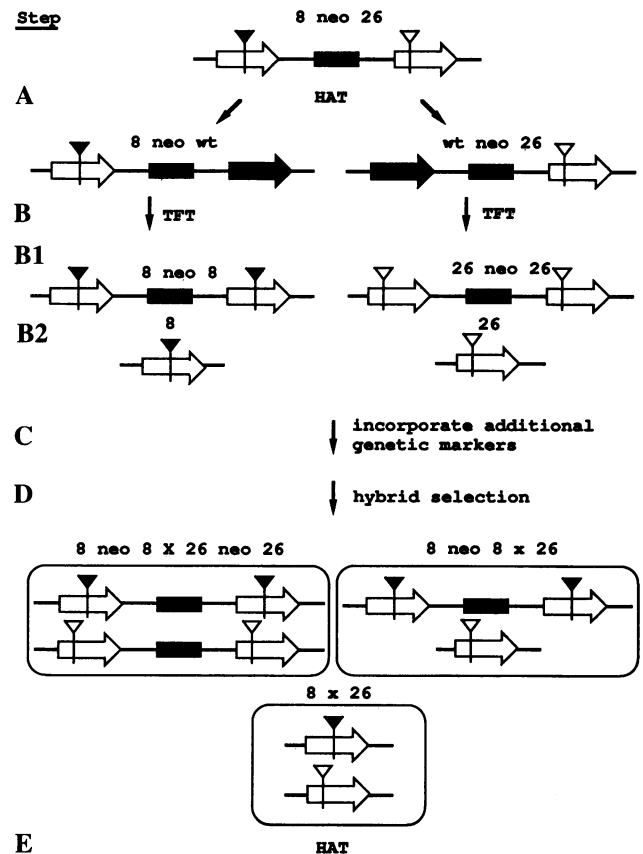 Step
8 neo 26
A
HAT
8 neo wt
wt neo 26
B
TFT
TFT
B1
8 neo 8
26 neo 26
B2
8
26
C
incorporate additional
genetic markers
D
hybrid selection
8 neo 8 X 26 neo 26
8 neo 8 x 26
8 x 26
E
HAT